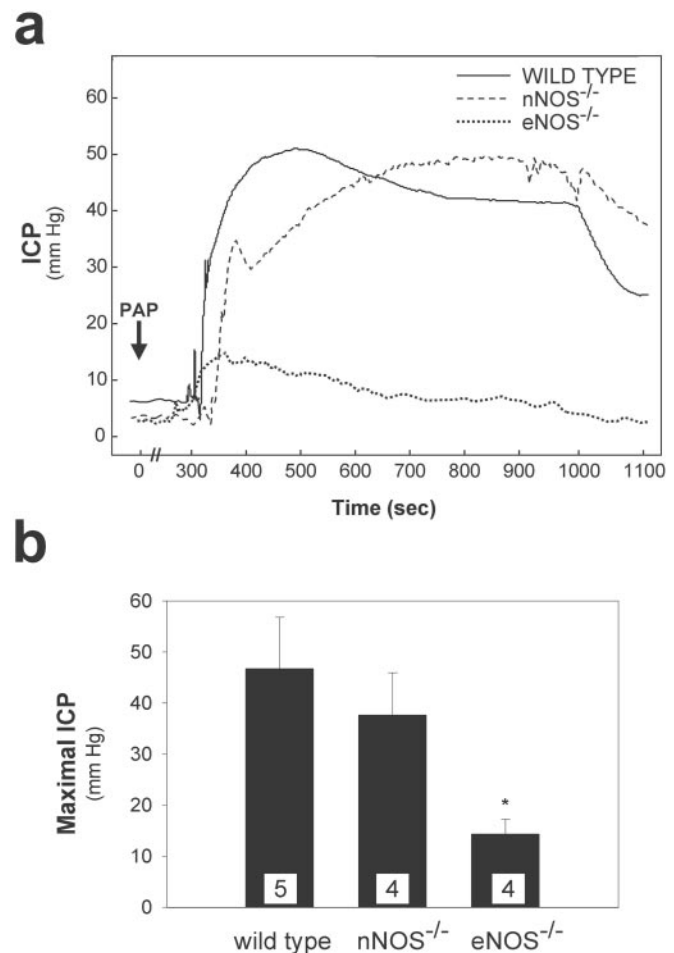 a
60
50
40
30
20
10
0
ICP
(mm Hg)
WILD TYPE
nNOS⁻/⁻
eNOS⁻/⁻
PAP
0 // 300 400 500 600 700 800 900 1000 1100
Time (sec)
b
60
50
40
30
20
10
0
Maximal ICP
(mm Hg)
*
5 4 4
wild type nNOS⁻/⁻ eNOS⁻/⁻